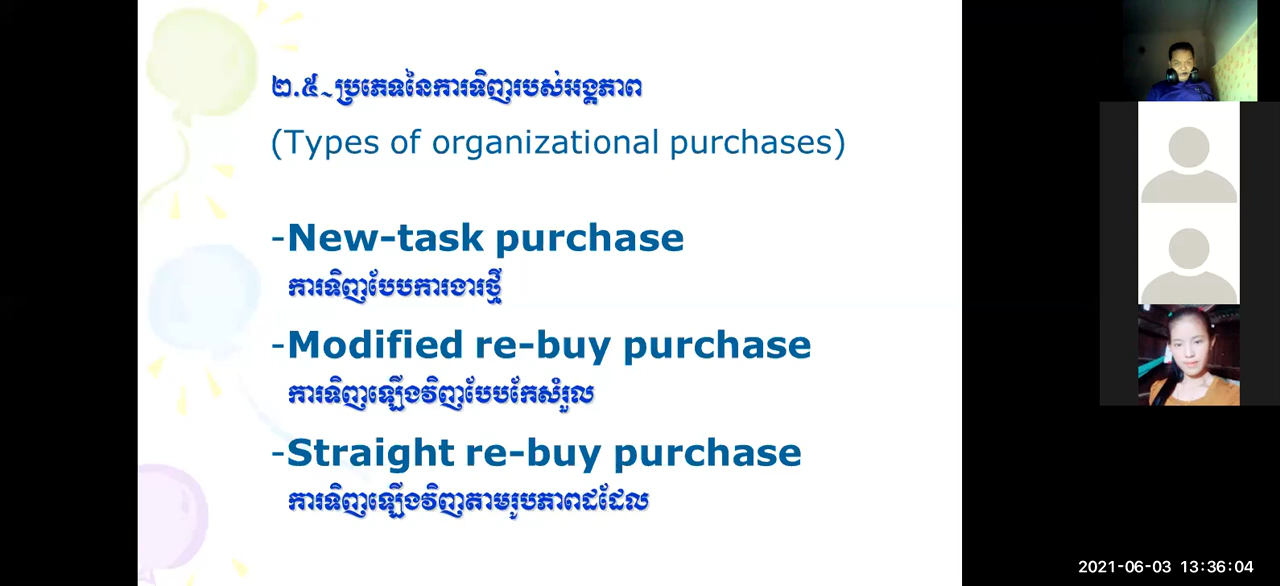 ២.៥~ប្រភេទនៃការទិញរបស់អង្គភាព
(Types of organizational purchases)
-New-task purchase
ការទិញបែបការងារថ្មី
-Modified re-buy purchase
ការទិញឡើងវិញបែបកែសំរួល
-Straight re-buy purchase
ការទិញឡើងវិញតាមរូបភាពដដែល
2021-06-03 13:36:04